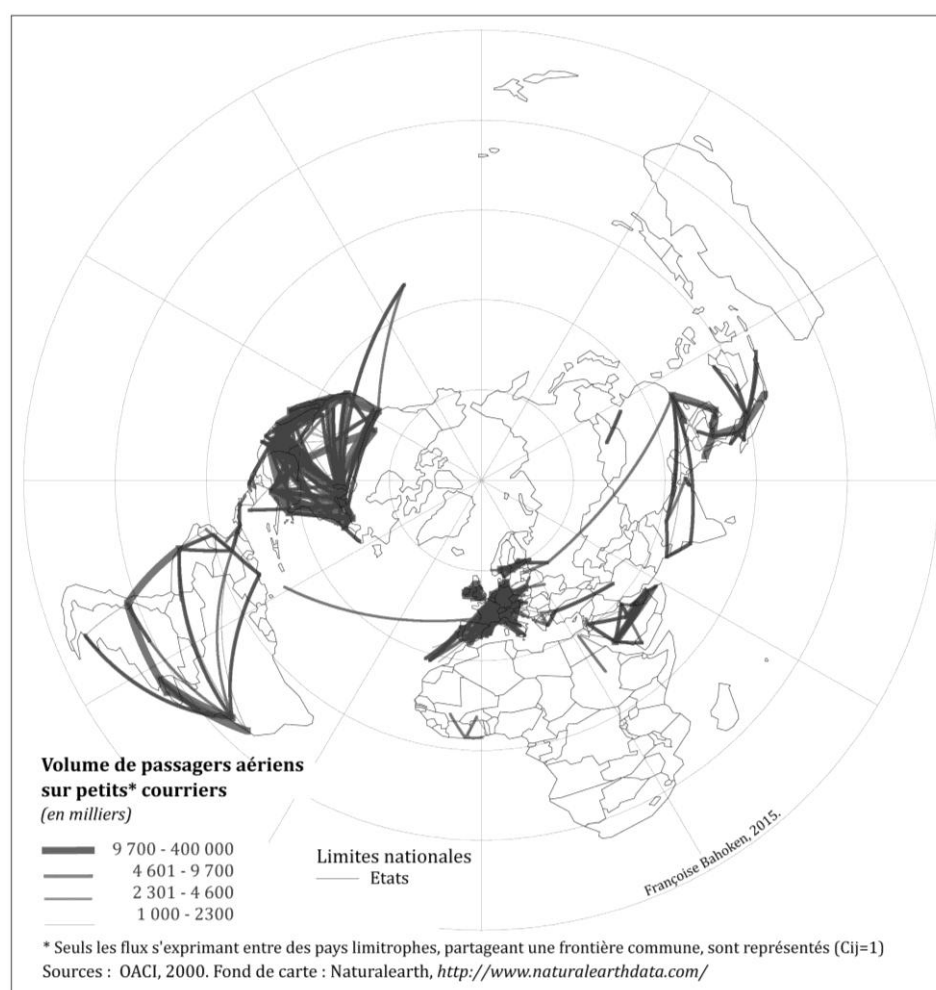 Volume de passagers aériens
sur petits* courriers
(en milliers)
9 700 - 400 000
4 601 - 9 700
2 301 - 4 600
1 000 - 2300
Limites nationales
Etats
Françoise Bahoken, 2015.
* Seuls les flux s'exprimant entre des pays limitrophes, partageant une frontière commune, sont représentés (Cij=1)
Sources : OACI, 2000. Fond de carte : Naturalearth, http://www.naturalearthdata.com/